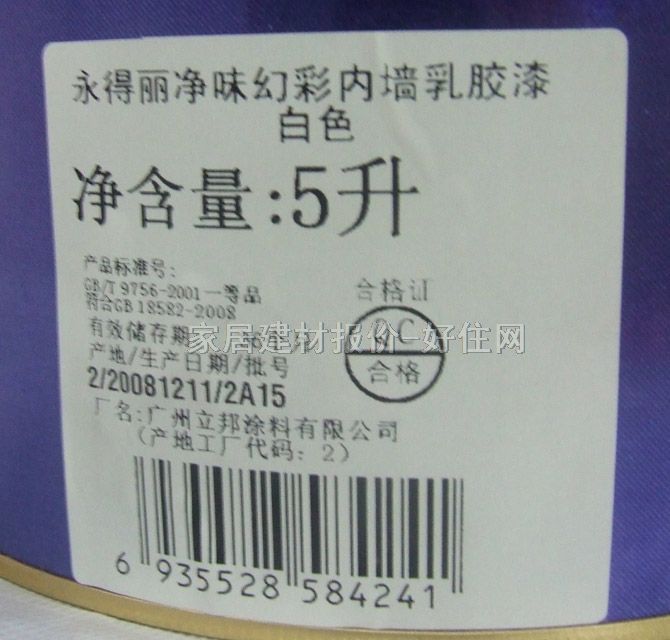 永得丽净味幻彩内墙乳胶漆
白色
净含量:5升
产品标准号:
GB/T 9756-2001一等品
符合GB 18582-2008
合格证
QC
合格
有效储存期
产地/生产日期/批号
2/20081211/2A15
厂名:广州立邦涂料有限公司
(产地工厂代码:2)
家居建材报价-好住网
6 935528 584241